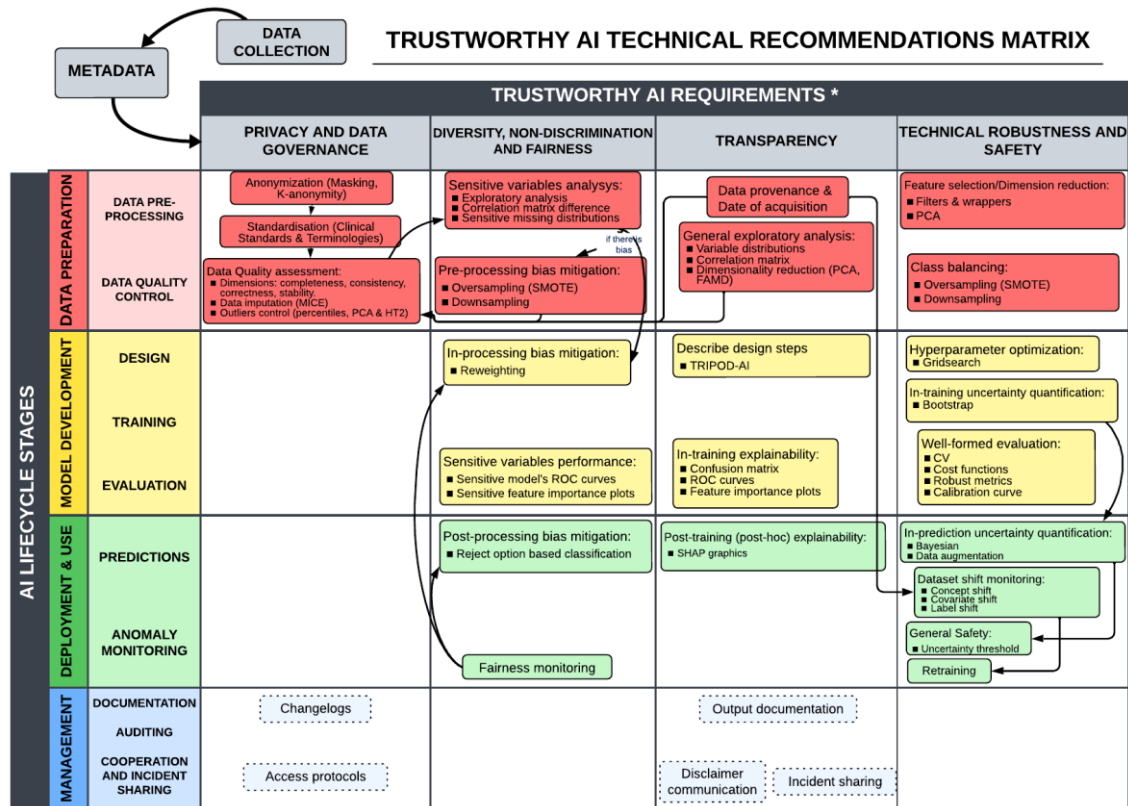 DATA
COLLECTION
TRUSTWORTHY AI TECHNICAL RECOMMENDATIONS MATRIX
METADATA
TRUSTWORTHY AI REQUIREMENTS *
PRIVACY AND DATA
GOVERNANCE
DIVERSITY, NON-DISCRIMINATION
AND FAIRNESS
TRANSPARENCY
TECHNICAL ROBUSTNESS AND
SAFETY
AI LIFECYCLE STAGES
DATA PREPARATION
DATA PRE-
PROCESSING
DATA QUALITY
CONTROL
Anonymization (Masking,
K-anonymity)
Standardisation (Clinical
Standards & Terminologies)
Data Quality assessment:
■ Dimensions: completeness, consistency,
correctness, stability.
■ Data imputation (MICE)
■ Outliers control (percentiles, PCA & HT2)
Sensitive variables analysys:
■ Exploratory analysis
■ Correlation matrix difference
■ Sensitive missing distributions
if there is
bias
Pre-processing bias mitigation:
■ Oversampling (SMOTE)
■ Downsampling
Data provenance &
Date of acquisition
General exploratory analysis:
■ Variable distributions
■ Correlation matrix
■ Dimensionality reduction (PCA,
FAMD)
Feature selection/Dimension reduction:
■ Filters & wrappers
■ PCA
Class balancing:
■ Oversampling (SMOTE)
■ Downsampling
MODEL DEVELOPMENT
DESIGN
TRAINING
EVALUATION
In-processing bias mitigation:
■ Reweighting
Sensitive variables performance:
■ Sensitive model's ROC curves
■ Sensitive feature importance plots
Describe design steps
■ TRIPOD-AI
In-training explainability:
■ Confusion matrix
■ ROC curves
■ Feature importance plots
Hyperparameter optimization:
■ Gridsearch
In-training uncertainty quantification:
■ Bootstrap
Well-formed evaluation:
■ CV
■ Cost functions
■ Robust metrics
■ Calibration curve
DEPLOYMENT & USE
PREDICTIONS
ANOMALY
MONITORING
Post-processing bias mitigation:
■ Reject option based classification
Fairness monitoring
Post-training (post-hoc) explainability:
■ SHAP graphics
In-prediction uncertainty quantification:
■ Bayesian
■ Data augmentation
Dataset shift monitoring:
■ Concept shift
■ Covariate shift
■ Label shift
General Safety:
■ Uncertainty threshold
Retraining
MANAGEMENT
DOCUMENTATION
AUDITING
COOPERATION
AND INCIDENT
SHARING
Changelogs
Access protocols
Output documentation
Disclaimer
communication
Incident sharing